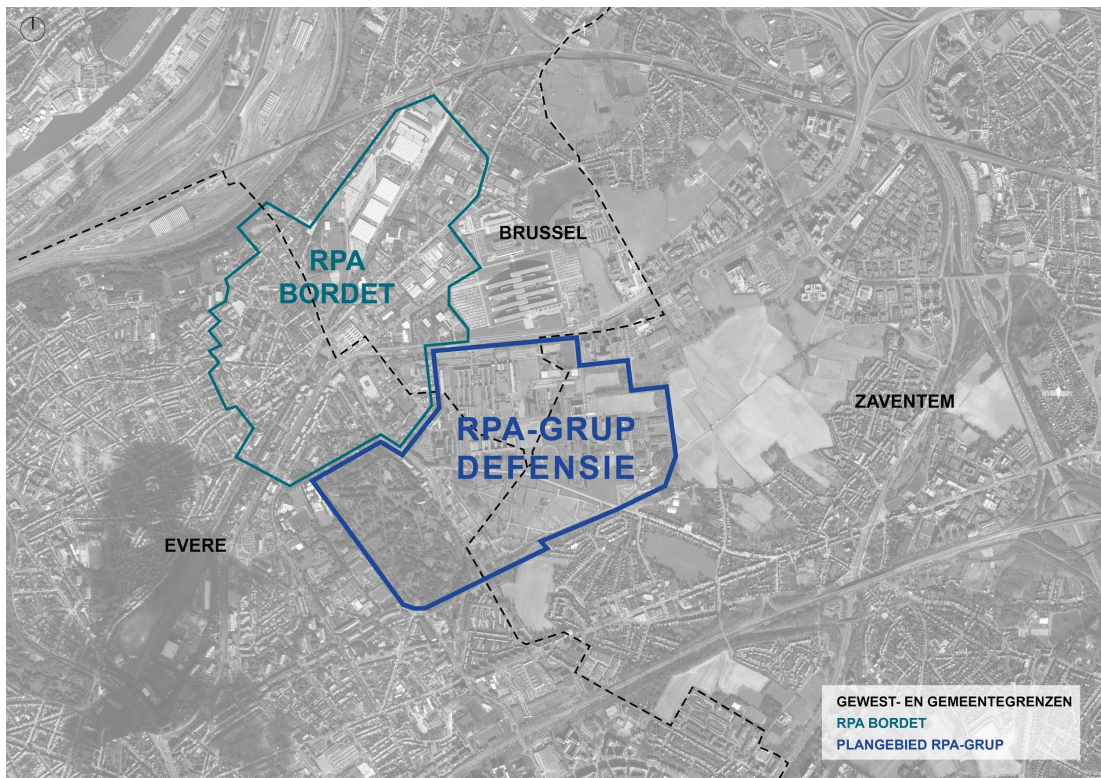 BRUSSEL
RPA
BORDET
ZAVENTEM
RPA-GRUP
DEFENSIE
EVERE
GEWEST- EN GEMEENTEGRENZEN
RPA BORDET
PLANGEBIED RPA-GRUP